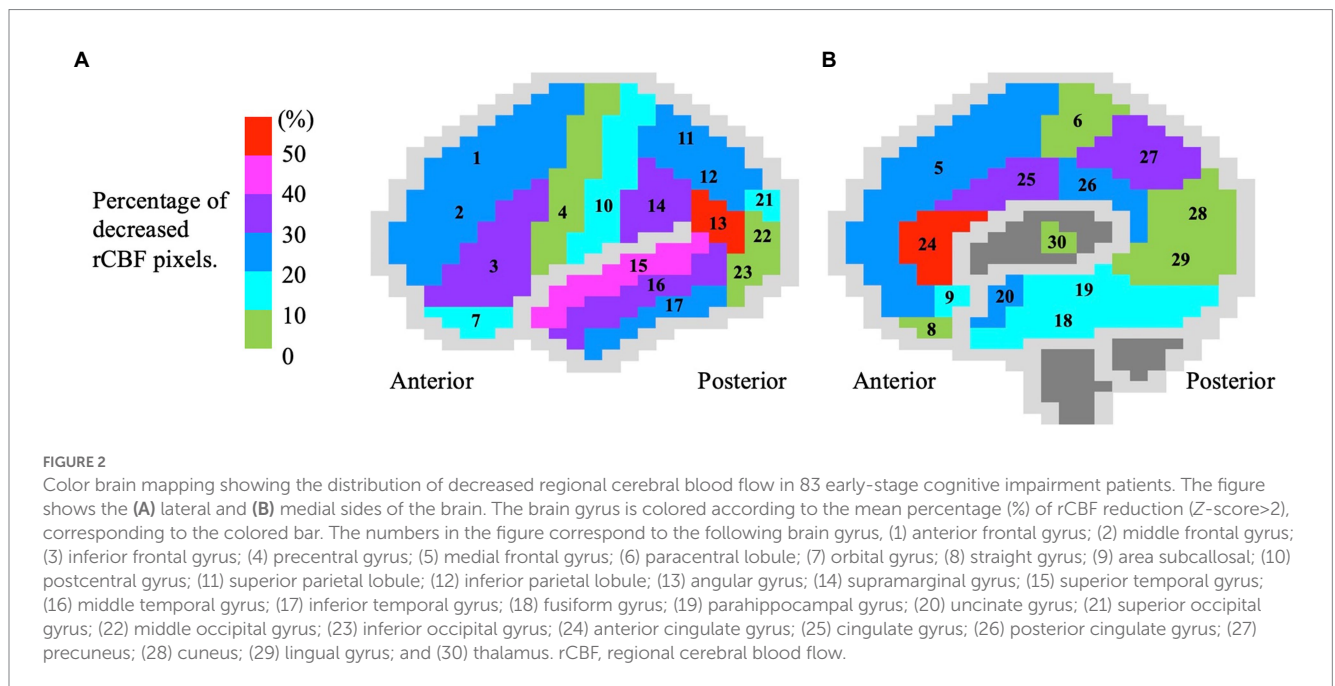 A
B
(%)
50
40
30
20
10
0
Percentage of
decreased
rCBF pixels.
1
2
3
4
10
11
12
14
13
21
22
23
15
16
17
7
Anterior
Posterior
5
6
27
25
26
28
24
30
29
9
20
19
18
8
Anterior
Posterior
FIGURE 2
Color brain mapping showing the distribution of decreased regional cerebral blood flow in 83 early-stage cognitive impairment patients. The figure
shows the (A) lateral and (B) medial sides of the brain. The brain gyrus is colored according to the mean percentage (%) of rCBF reduction (Z-score>2),
corresponding to the colored bar. The numbers in the figure correspond to the following brain gyrus, (1) anterior frontal gyrus; (2) middle frontal gyrus;
(3) inferior frontal gyrus; (4) precentral gyrus; (5) medial frontal gyrus; (6) paracentral lobule; (7) orbital gyrus; (8) straight gyrus; (9) area subcallosal; (10)
postcentral gyrus; (11) superior parietal lobule; (12) inferior parietal lobule; (13) angular gyrus; (14) supramarginal gyrus; (15) superior temporal gyrus;
(16) middle temporal gyrus; (17) inferior temporal gyrus; (18) fusiform gyrus; (19) parahippocampal gyrus; (20) uncinate gyrus; (21) superior occipital
gyrus; (22) middle occipital gyrus; (23) inferior occipital gyrus; (24) anterior cingulate gyrus; (25) cingulate gyrus; (26) posterior cingulate gyrus; (27)
precuneus; (28) cuneus; (29) lingual gyrus; and (30) thalamus. rCBF, regional cerebral blood flow.